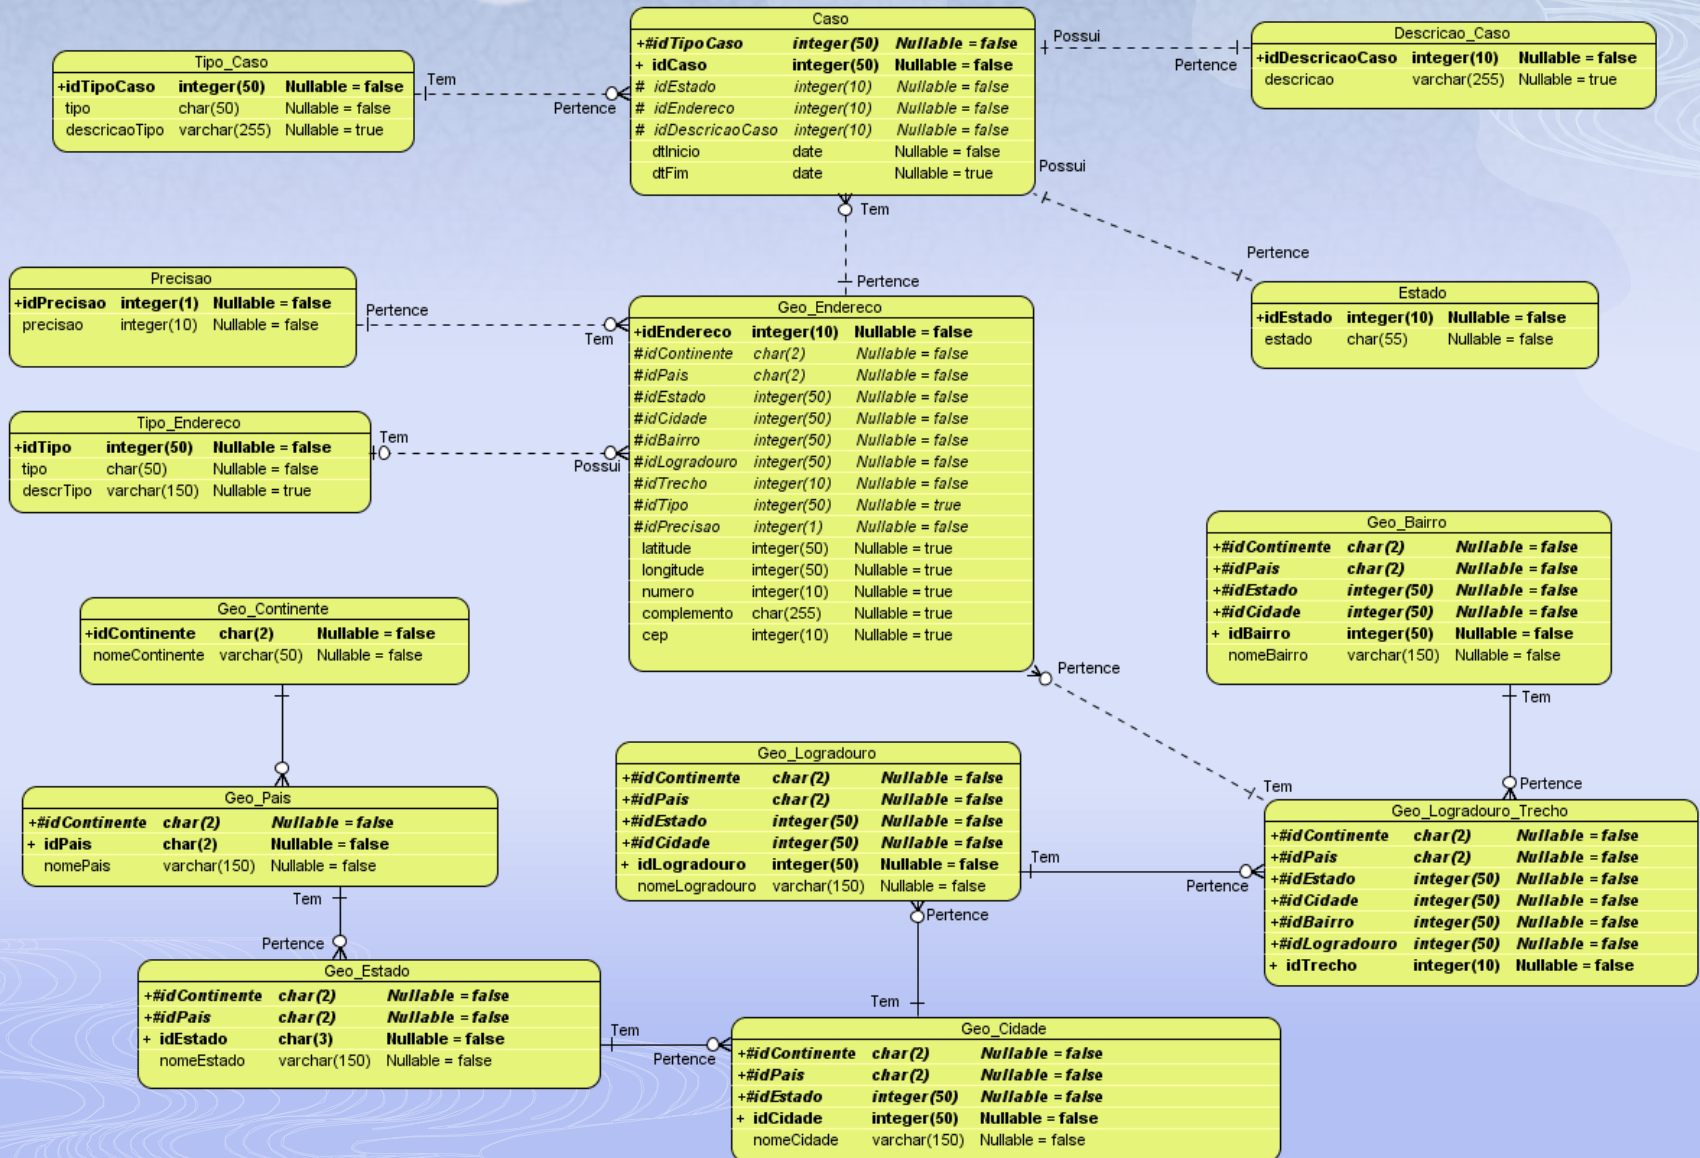 Caso
+#idTipoCaso integer(50) Nullable = false
+ idCaso integer(50) Nullable = false
# idEstado integer(10) Nullable = false
# idEndereco integer(10) Nullable = false
# idDescricaoCaso integer(10) Nullable = false
dtInicio date Nullable = false
dtFim date Nullable = true
Possui
Pertence
Descricao_Caso
+idDescricaoCaso integer(10) Nullable = false
descricao varchar(255) Nullable = true
Tipo_Caso
+idTipoCaso integer(50) Nullable = false
tipo char(50) Nullable = false
descricaoTipo varchar(255) Nullable = true
Tem
Pertence
Possui
Pertence
Tem
Pertence
Estado
+idEstado integer(10) Nullable = false
estado char(55) Nullable = false
Precisao
+idPrecisao integer(1) Nullable = false
precisao integer(10) Nullable = false
Pertence
Tem
Geo_Endereco
+idEndereco integer(10) Nullable = false
#idContinente char(2) Nullable = false
#idPais char(2) Nullable = false
#idEstado integer(50) Nullable = false
#idCidade integer(50) Nullable = false
#idBairro integer(50) Nullable = false
#idLogradouro integer(50) Nullable = false
#idTrecho integer(10) Nullable = false
#idTipo integer(50) Nullable = true
#idPrecisao integer(1) Nullable = false
latitude integer(50) Nullable = true
longitude integer(50) Nullable = true
numero integer(10) Nullable = true
complemento char(255) Nullable = true
cep integer(10) Nullable = true
Tipo_Endereco
+idTipo integer(50) Nullable = false
tipo char(50) Nullable = false
descrTipo varchar(150) Nullable = true
Tem
Possui
Geo_Bairro
+#idContinente char(2) Nullable = false
+#idPais char(2) Nullable = false
+#idEstado integer(50) Nullable = false
+#idCidade integer(50) Nullable = false
+ idBairro integer(50) Nullable = false
nomeBairro varchar(150) Nullable = false
Tem
Pertence
Geo_Continente
+idContinente char(2) Nullable = false
nomeContinente varchar(50) Nullable = false
Pertence
Tem
Geo_Logradouro
+#idContinente char(2) Nullable = false
+#idPais char(2) Nullable = false
+#idEstado integer(50) Nullable = false
+#idCidade integer(50) Nullable = false
+ idLogradouro integer(50) Nullable = false
nomeLogradouro varchar(150) Nullable = false
Tem
Pertence
Geo_Logradouro_Trecho
+#idContinente char(2) Nullable = false
+#idPais char(2) Nullable = false
+#idEstado integer(50) Nullable = false
+#idCidade integer(50) Nullable = false
+#idBairro integer(50) Nullable = false
+#idLogradouro integer(50) Nullable = false
+ idTrecho integer(10) Nullable = false
Geo_Pais
+#idContinente char(2) Nullable = false
+ idPais char(2) Nullable = false
nomePais varchar(150) Nullable = false
Tem
Pertence
Pertence
Tem
Geo_Estado
+#idContinente char(2) Nullable = false
+#idPais char(2) Nullable = false
+ idEstado char(3) Nullable = false
nomeEstado varchar(150) Nullable = false
Tem
Pertence
Geo_Cidade
+#idContinente char(2) Nullable = false
+#idPais char(2) Nullable = false
+#idEstado integer(50) Nullable = false
+ idCidade integer(50) Nullable = false
nomeCidade varchar(150) Nullable = false